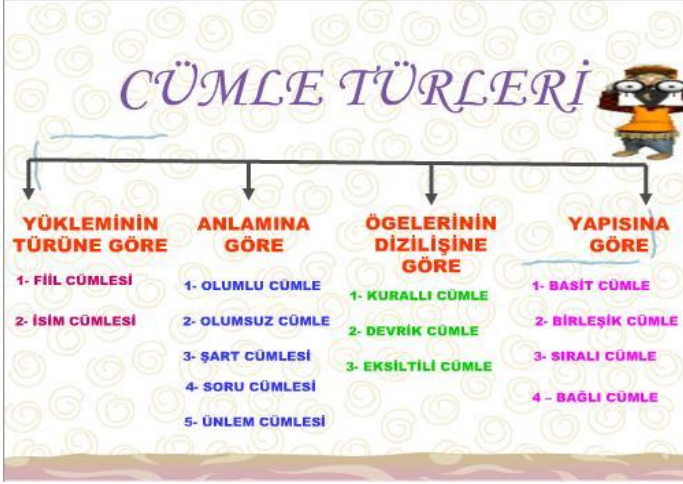 CÜMLE TÜRLERİ
YÜKLEMİNİN
TÜRÜNE GÖRE
1- FİİL CÜMLESİ
2- İSİM CÜMLESİ
ANLAMINA
GÖRE
1- OLUMLU CÜMLE
2- OLUMSUZ CÜMLE
3- ŞART CÜMLESİ
4- SORU CÜMLESİ
5- ÜNLEM CÜMLESİ
ÖGELERİNİN
DİZİLİŞİNE
GÖRE
1- KURALLI CÜMLE
2- DEVRİK CÜMLE
3- EKSİLTİLİ CÜMLE
YAPISINA
GÖRE
1- BASİT CÜMLE
2- BİRLEŞİK CÜMLE
3- SIRALI CÜMLE
4 – BAĞLI CÜMLE